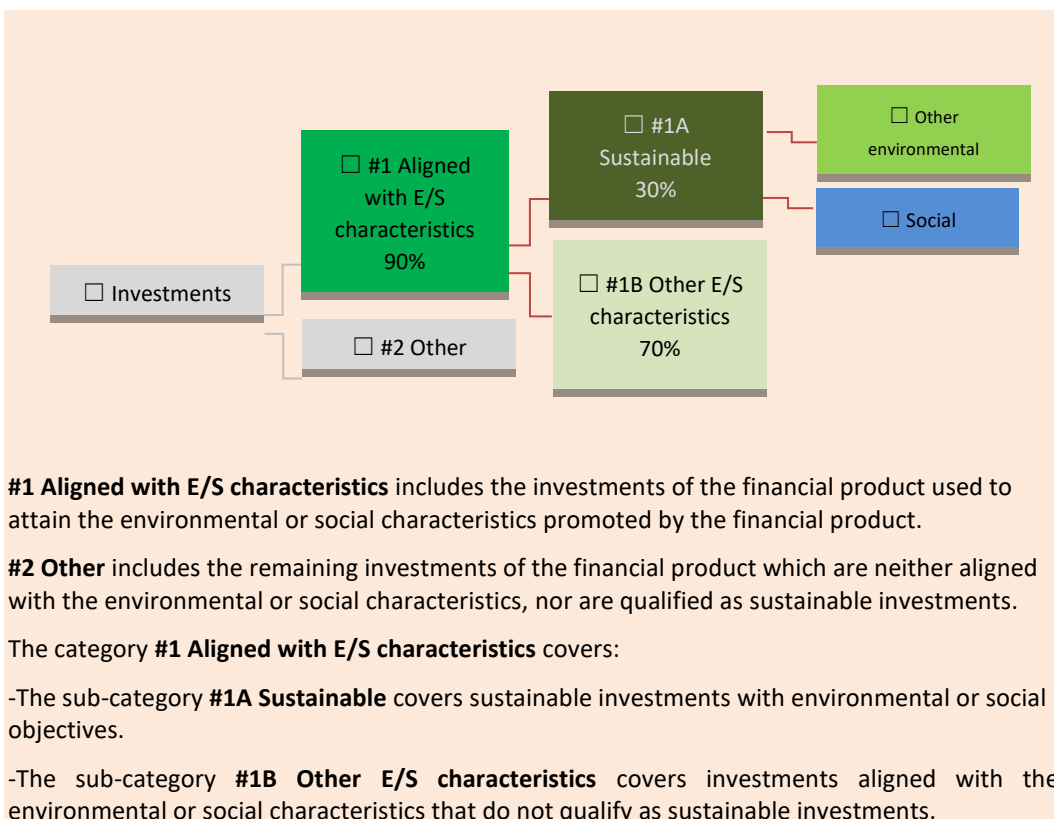 ☐ #1 Aligned
with E/S
characteristics
90%
☐ #1A
Sustainable
30%
☐ Other
environmental
☐ Social
☐ Investments
☐ #2 Other
☐ #1B Other E/S
characteristics
70%
#1 Aligned with E/S characteristics includes the investments of the financial product used to
attain the environmental or social characteristics promoted by the financial product.
#2 Other includes the remaining investments of the financial product which are neither aligned
with the environmental or social characteristics, nor are qualified as sustainable investments.
The category #1 Aligned with E/S characteristics covers:
-The sub-category #1A Sustainable covers sustainable investments with environmental or social
objectives.
-The sub-category #1B Other E/S characteristics covers investments aligned with the
environmental or social characteristics that do not qualify as sustainable investments.